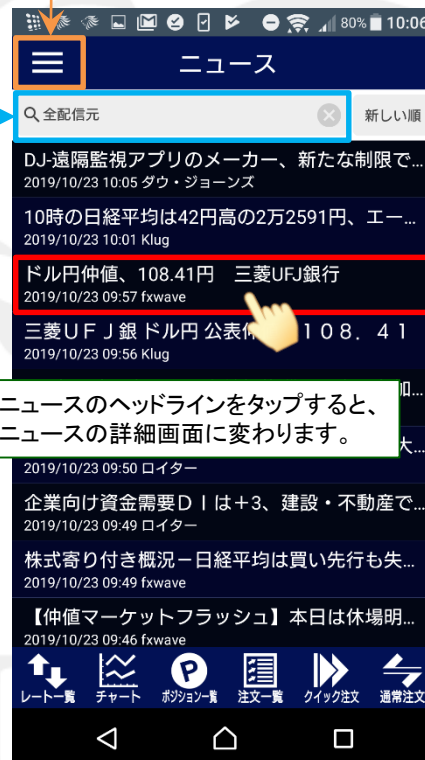 80% 10:06
ニュース
全配信元
新しい順
DJ-遠隔監視アプリのメーカー、新たな制限で...
2019/10/23 10:05 ダウ・ジョーンズ
10時の日経平均は42円高の2万2591円、エー...
2019/10/23 10:01 Klug
ドル円仲値、108.41円 三菱UFJ銀行
2019/10/23 09:57 fxwave
三菱ＵＦＪ銀 ドル円 公表 １０８．４１
2019/10/23 09:56 Klug
加...
ニュースのヘッドラインをタップすると、
ニュースの詳細画面に変わります。
大...
2019/10/23 09:50 ロイター
企業向け資金需要ＤＩは+3、建設・不動産で...
2019/10/23 09:49 ロイター
株式寄り付き概況－日経平均は買い先行も失...
2019/10/23 09:49 fxwave
【仲値マーケットフラッシュ】本日は休場明...
2019/10/23 09:46 fxwave
レート一覧 チャート ポジション一覧 注文一覧 クイック注文 通常注文